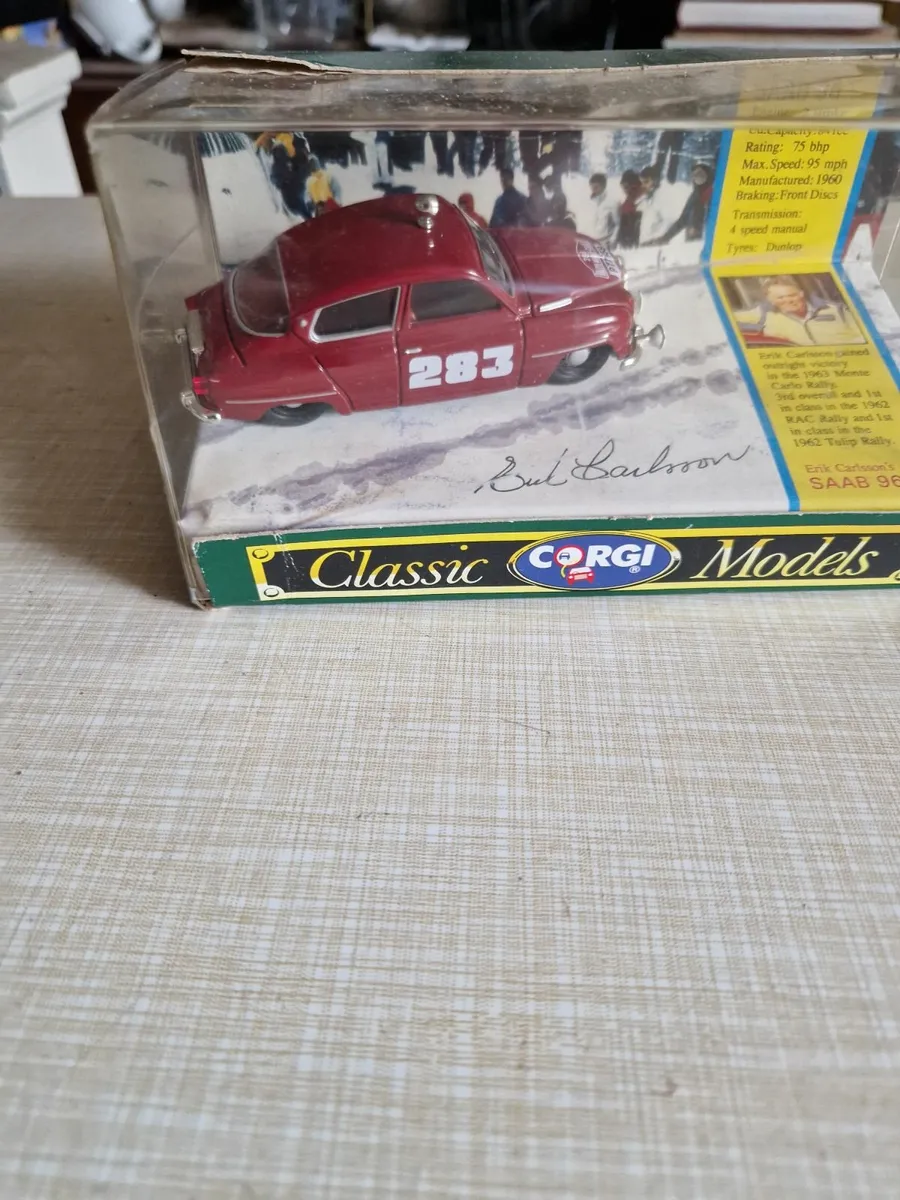 Cu.Capacity: 841cc
Rating: 75 bhp
Max. Speed: 95 mph
Manufactured: 1960
Braking: Front Discs
Transmission:
4 speed manual
Tyres: Dunlop
283
Erik Carlsson gained
outright victory
in the 1963 Monte
Carlo Rally.
3rd overall and 1st
in class in the 1962
RAC Rally and 1st
in class in the
1962 Tulip Rally.
Erik Carlsson
Erik Carlsson's
SAAB 96
Classic CORGI ® Models